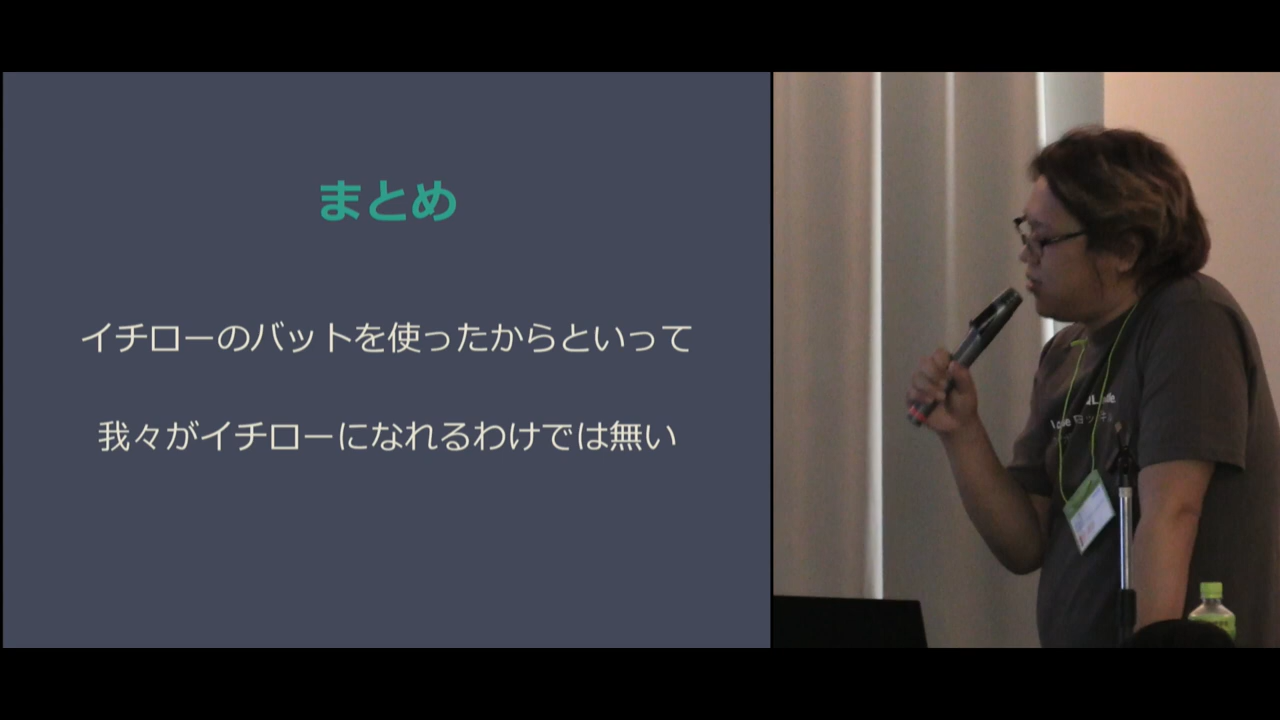 まとめ
イチローのバットを使ったからといって
我々がイチローになれるわけでは無い